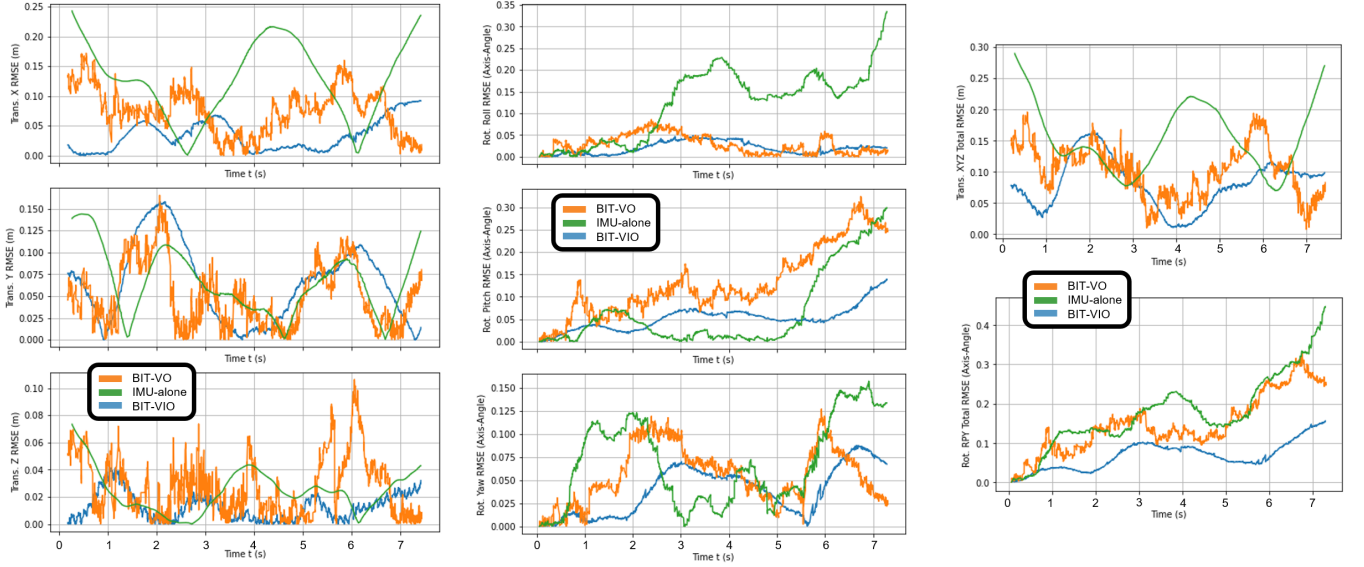 0.25
0.20
0.15
0.10
0.05
0.00
Trans. X RMSE (m)
Time t (s)
0.150
0.125
0.100
0.075
0.050
0.025
0.000
Trans. Y RMSE (m)
Time t (s)
0.10
0.08
0.06
0.04
0.02
0.00
Trans. Z RMSE (m)
BIT-VO
IMU-alone
BIT-VIO
0 1 2 3 4 5 6 7
Time t (s)
0.35
0.30
0.25
0.20
0.15
0.10
0.05
0.00
Rot. Roll RMSE (Axis-Angle)
Time t (s)
0.30
0.25
0.20
0.15
0.10
0.05
0.00
Rot. Pitch RMSE (Axis-Angle)
BIT-VO
IMU-alone
BIT-VIO
Time t (s)
0.150
0.125
0.100
0.075
0.050
0.025
0.000
Rot. Yaw RMSE (Axis-Angle)
0 1 2 3 4 5 6 7
Time t (s)
0.30
0.25
0.20
0.15
0.10
0.05
0.00
Trans. XYZ Total RMSE (m)
0 1 2 3 4 5 6 7
Time (s)
BIT-VO
IMU-alone
BIT-VIO
0.4
0.3
0.2
0.1
0.0
Rot. RPY Total RMSE (Axis-Angle)
0 1 2 3 4 5 6 7
Time (s)